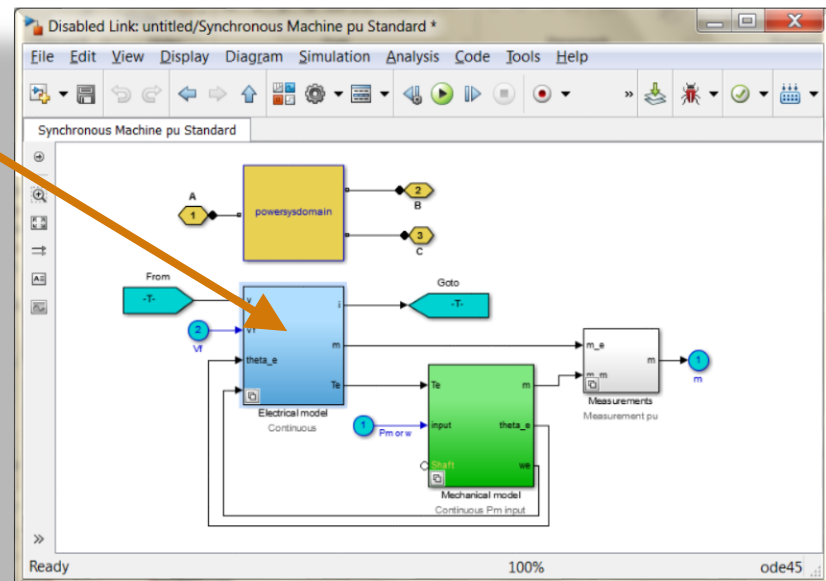 Disabled Link: untitled/Synchronous Machine pu Standard *
File Edit View Display Diagram Simulation Analysis Code Tools Help
»
Synchronous Machine pu Standard
A
1
powersysdomain
2
B
3
C
From
-T-
Goto
-T-
2
Vf
v
i
Vf
m
theta_e
Te
Electrical model
Continuous
1
Pm or w
Te
m
input
theta_e
Shaft
we
Mechanical model
Continuous Pm input
m_e
m
m_m
Measurements
Measurement pu
1
m
»
Ready 100% ode45